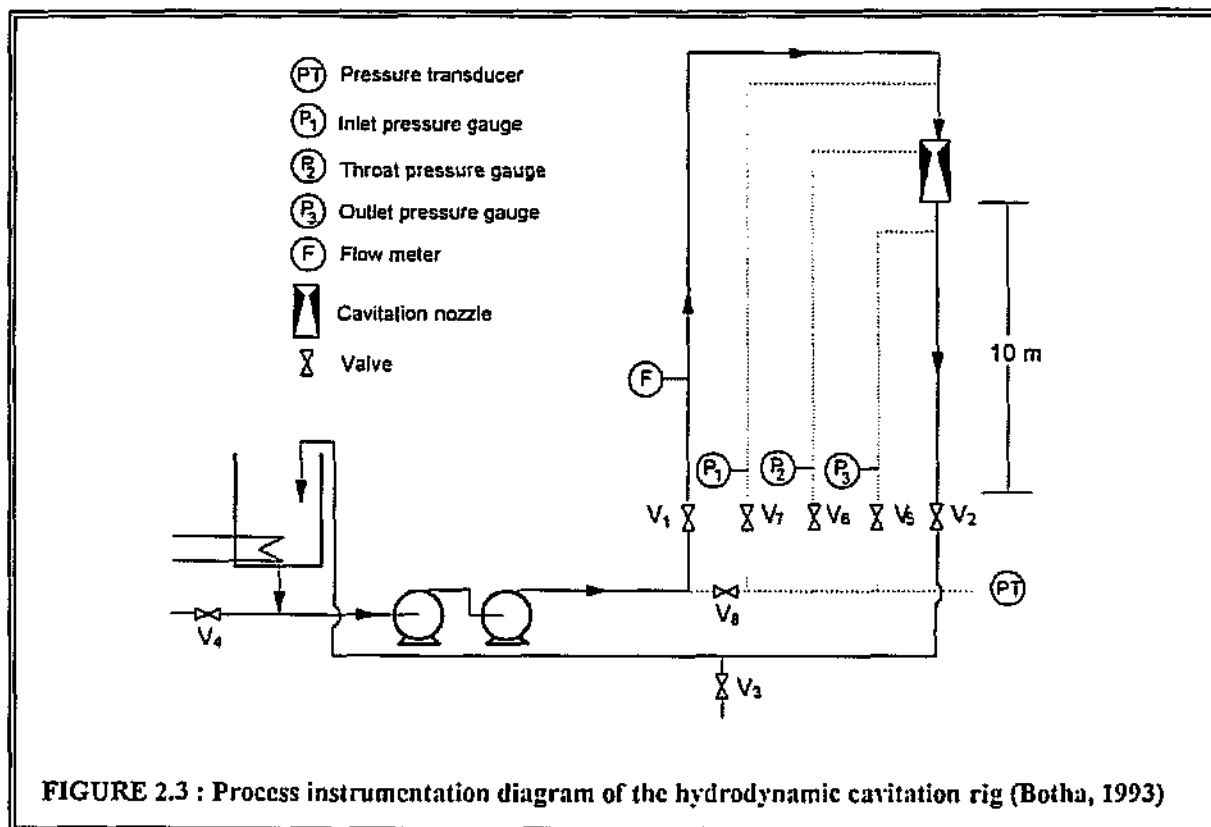 PT Pressure transducer
P1 Inlet pressure gauge
P2 Throat pressure gauge
P3 Outlet pressure gauge
F Flow meter
Cavitation nozzle
Valve
10 m
F
P1
P2
P3
V1
V7
V6
V5
V2
PT
V8
V4
V3
FIGURE 2.3 : Process instrumentation diagram of the hydrodynamic cavitation rig (Botha, 1993)